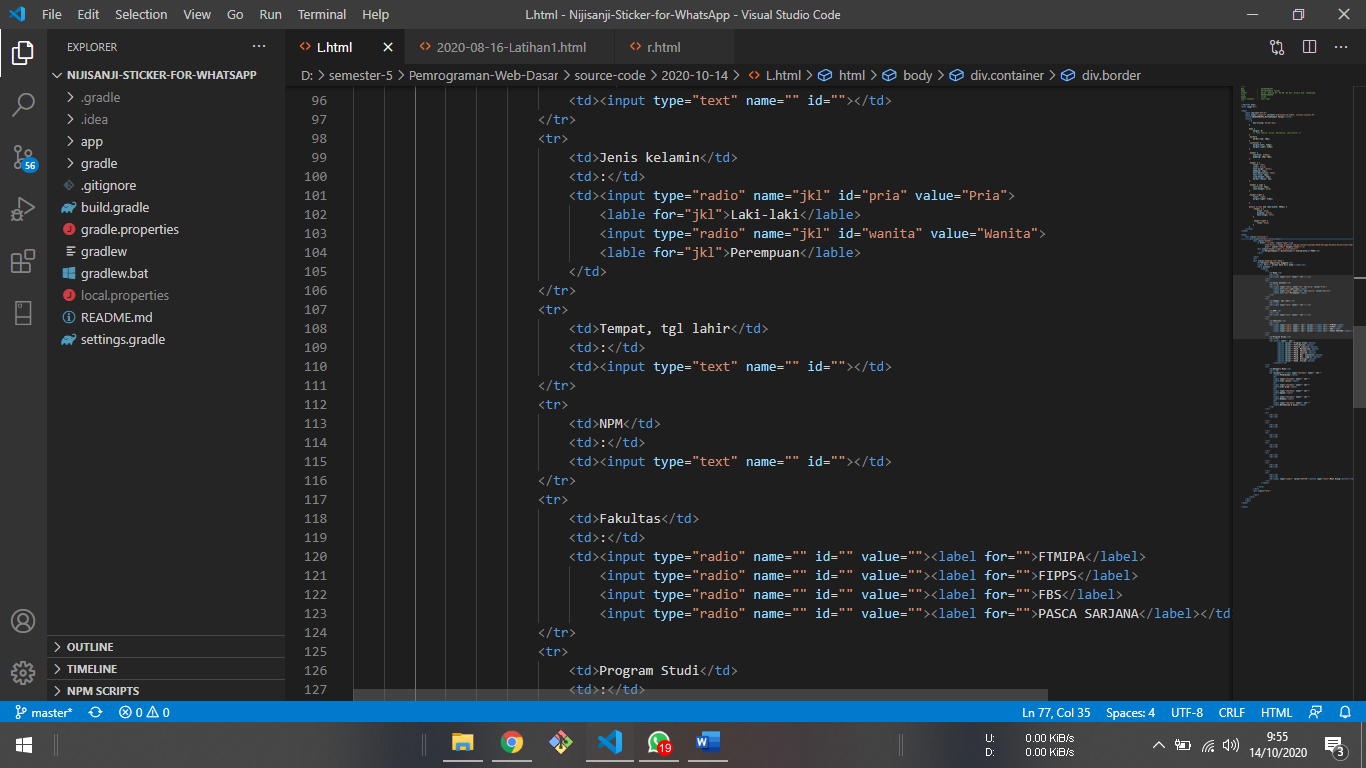 File Edit Selection View Go Run Terminal Help L.html - Nijisanji-Sticker-for-WhatsApp - Visual Studio Code
EXPLORER
NIJISANJI-STICKER-FOR-WHATSAPP
.gradle
.idea
app
gradle
.gitignore
build.gradle
gradle.properties
gradlew
gradlew.bat
local.properties
README.md
settings.gradle
OUTLINE
TIMELINE
NPM SCRIPTS
56
L.html 2020-08-16-Latihan1.html r.html
D: > semester-5 > Pemrograman-Web-Dasar > source-code > 2020-10-14 > L.html > html > body > div.container > div.border
96 <td><input type="text" name="" id=""></td>
97 </tr>
98 <tr>
99 <td>Jenis kelamin</td>
100 <td>:</td>
101 <td><input type="radio" name="jkl" id="pria" value="Pria">
102 <lable for="jkl">Laki-laki</lable>
103 <input type="radio" name="jkl" id="wanita" value="Wanita">
104 <lable for="jkl">Perempuan</lable>
105 </td>
106 </tr>
107 <tr>
108 <td>Tempat, tgl lahir</td>
109 <td>:</td>
110 <td><input type="text" name="" id=""></td>
111 </tr>
112 <tr>
113 <td>NPM</td>
114 <td>:</td>
115 <td><input type="text" name="" id=""></td>
116 </tr>
117 <tr>
118 <td>Fakultas</td>
119 <td>:</td>
120 <td><input type="radio" name="" id="" value=""><label for="">FTMIPA</label>
121 <input type="radio" name="" id="" value=""><label for="">FIPPS</label>
122 <input type="radio" name="" id="" value=""><label for="">FBS</label>
123 <input type="radio" name="" id="" value=""><label for="">PASCA SARJANA</label></td
124 </tr>
125 <tr>
126 <td>Program Studi</td>
127 <td>:</td>
master* 0 0 Ln 77, Col 35 Spaces: 4 UTF-8 CRLF HTML
19
U: 0.00 KiB/s
D: 0.00 KiB/s
9:55
14/10/2020
3